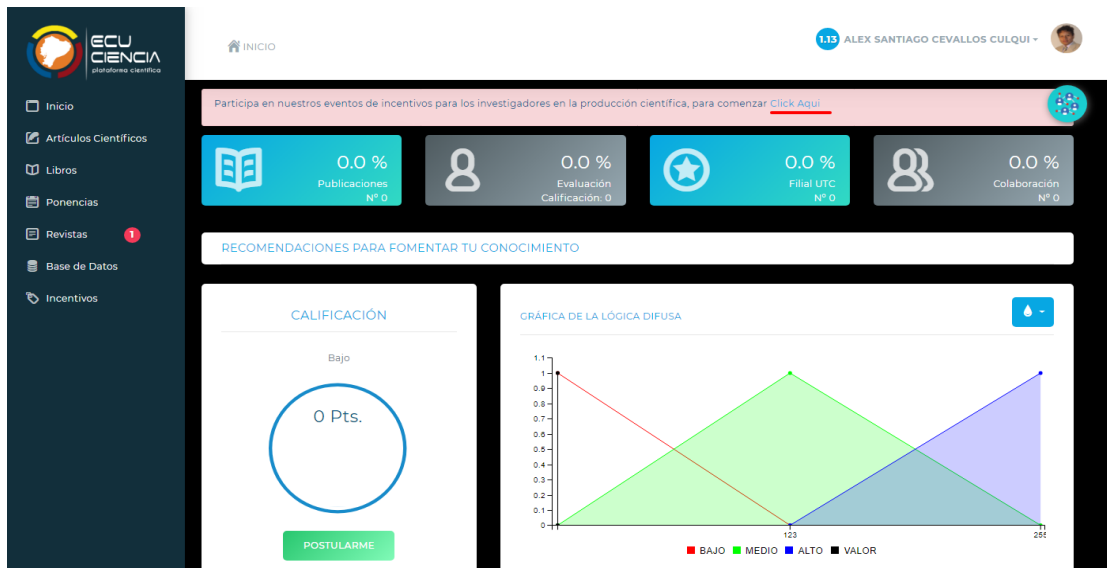 ECU
CIENCIA
plataforma científica
INICIO
1.13 ALEX SANTIAGO CEVALLOS CULQUI
Inicio
Artículos Científicos
Libros
Ponencias
Revistas 1
Base de Datos
Incentivos
Participa en nuestros eventos de incentivos para los investigadores en la producción científica, para comenzar Click Aqui
0.0 %
Publicaciones
N° 0
0.0 %
Evaluación
Calificación: 0
0.0 %
Filial UTC
N° 0
0.0 %
Colaboración
N° 0
RECOMENDACIONES PARA FOMENTAR TU CONOCIMIENTO
CALIFICACIÓN
Bajo
0 Pts.
POSTULARME
GRÁFICA DE LA LÓGICA DIFUSA
1.1
1
0.9
0.8
0.7
0.6
0.5
0.4
0.3
0.2
0.1
0
123
255
BAJO MEDIO ALTO VALOR